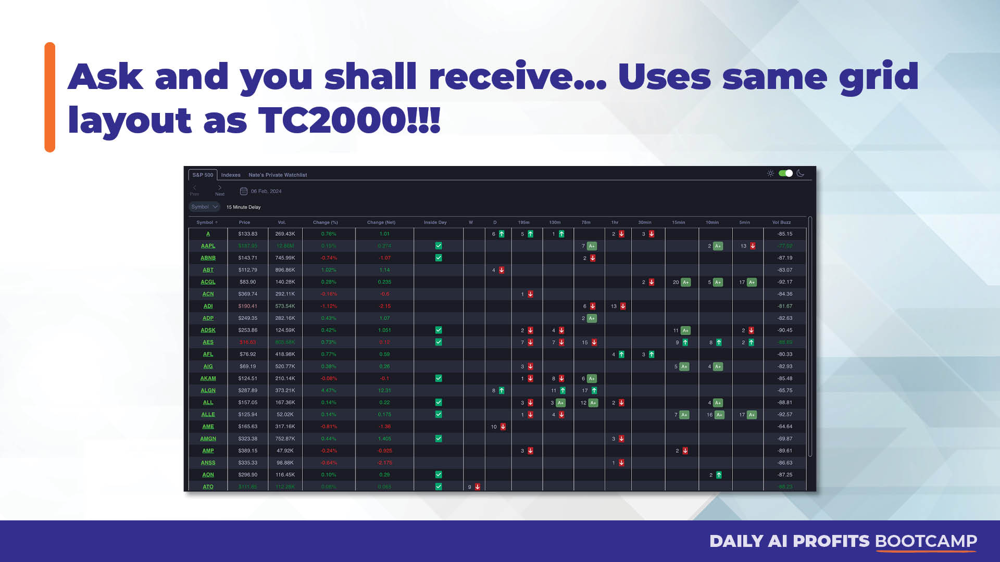 Ask and you shall receive... Uses same grid
layout as TC2000!!!
S&P 500 Indexes Nate's Private Watchlist
Prev Next 06 Feb, 2024
Symbol 15 Minute Delay
Symbol ↑ Price Vol. Change (%) Change (Net) Inside Day W D 195m 130m 78m 1hr 30min 15min 10min 5min Vol Buzz
A $133.83 269.43K 0.76% 1.01 6 ↑ 5 ↑ 1 ↑ 2 ↓ 3 ↓ -85.15
AAPL $187.95 12.86M 0.15% 0.274 7 A+ 2 A+ 13 ↓ -77.02
ABNB $143.71 745.99K -0.74% -1.07 2 ↓ -87.19
ABT $112.79 896.86K 1.02% 1.14 4 ↓ -83.07
ACGL $83.90 140.28K 0.28% 0.235 2 ↓ 20 A+ 5 A+ 17 A+ -92.17
ACN $369.74 292.11K -0.16% -0.6 1 ↓ -84.36
ADI $190.41 573.54K -1.12% -2.15 6 ↓ 13 ↓ -81.67
ADP $249.35 282.16K 0.43% 1.07 2 A+ -82.63
ADSK $253.86 124.59K 0.42% 1.051 2 ↓ 4 ↓ 11 A+ 2 ↓ -90.45
AES $16.63 805.68K 0.73% 0.12 7 ↓ 7 ↓ 15 ↓ 9 ↑ 8 ↑ 2 ↑ -88.89
AFL $76.92 418.98K 0.77% 0.59 4 ↑ 3 ↑ -80.33
AIG $69.19 520.77K 0.38% 0.26 3 ↓ 5 A+ 4 A+ -82.93
AKAM $124.51 210.14K -0.08% -0.1 1 ↓ 8 ↓ 6 A+ -85.48
ALGN $287.89 373.21K 4.47% 12.31 8 ↑ 11 ↑ 17 ↑ -65.75
ALL $157.05 167.36K 0.14% 0.22 3 ↓ 3 A+ 12 A+ 2 ↓ 4 A+ -88.81
ALLE $125.94 52.02K 0.14% 0.175 1 ↓ 4 ↓ 7 A+ 16 A+ 17 A+ -92.57
AME $165.63 317.16K -0.81% -1.36 10 ↓ -64.64
AMGN $323.38 752.87K 0.44% 1.405 3 ↓ -69.87
AMP $389.15 47.92K -0.24% -0.925 3 ↓ 2 ↓ -89.61
ANSS $335.33 98.88K -0.64% -2.175 1 ↓ -86.63
AON $296.90 116.45K 0.10% 0.29 2 ↑ -87.25
ATO $111.85 112.28K 0.06% 0.065 9 ↓ -88.23
DAILY AI PROFITS BOOTCAMP